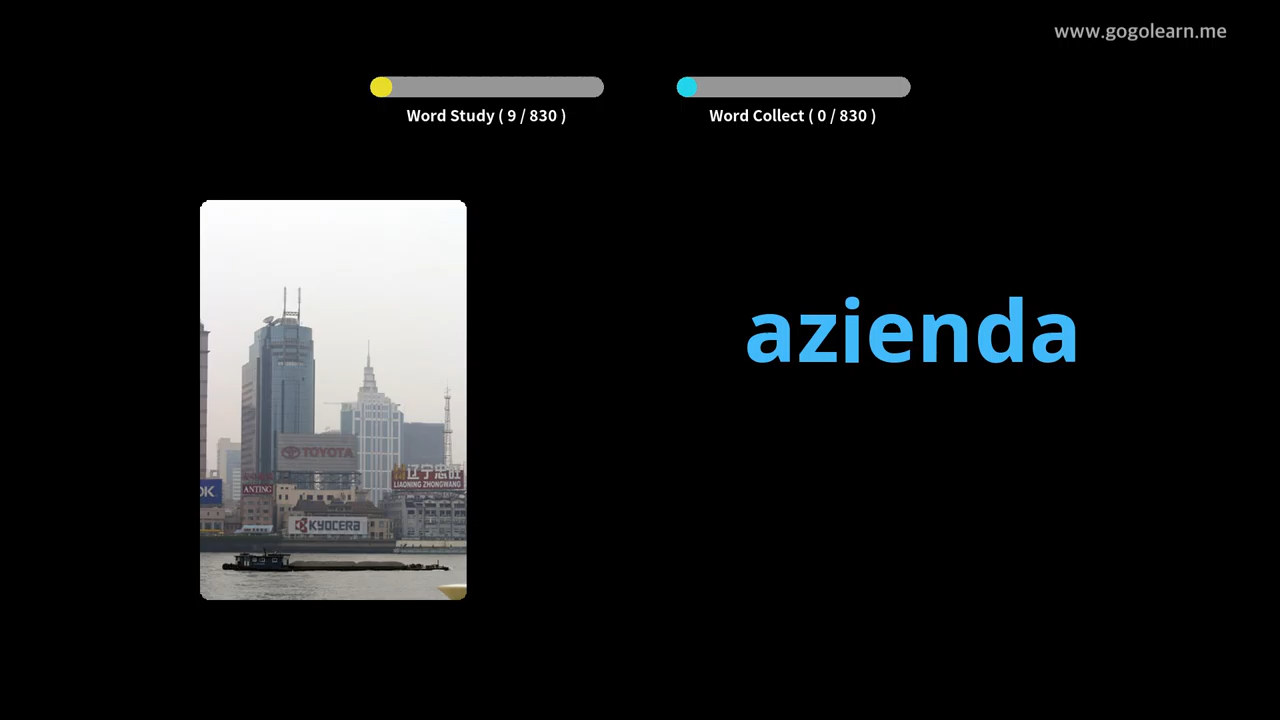 www.gogolearn.me
Word Study ( 9 / 830 )
Word Collect ( 0 / 830 )
azienda
TOYOTA
辽宁忠旺
LIAONING ZHONGWANG
OK
ANTING
KYOCERA